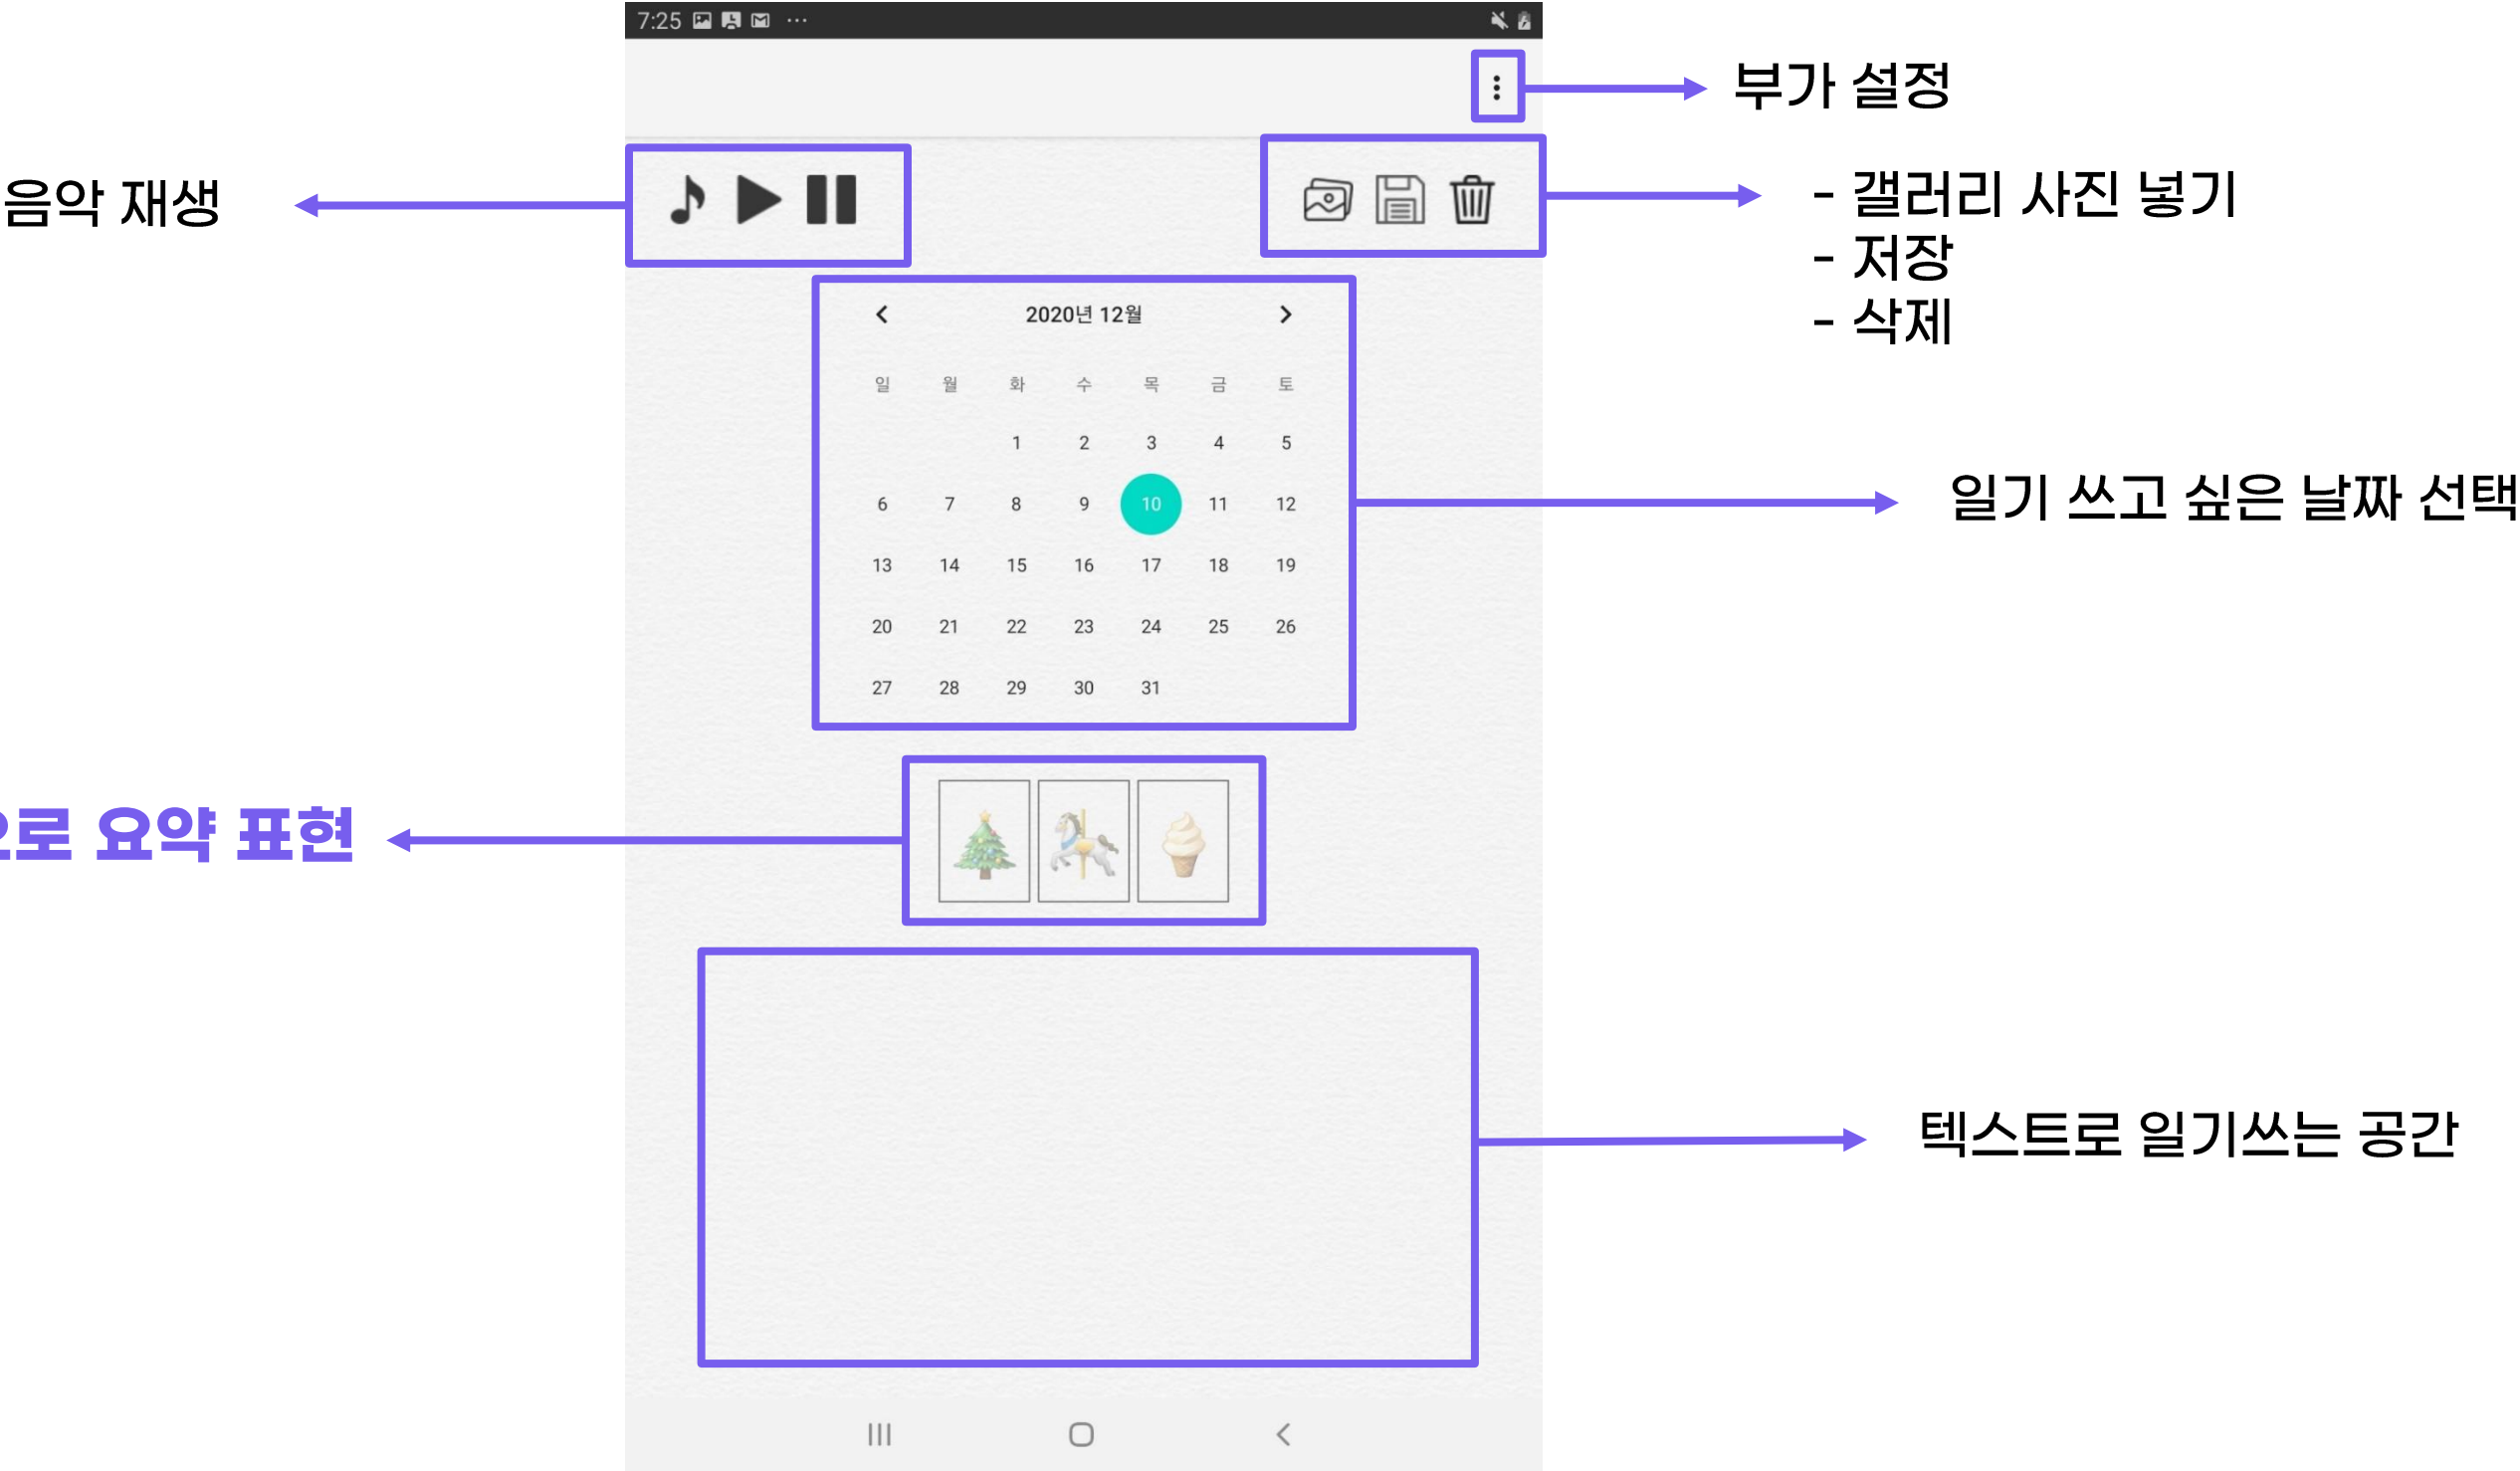 7:25
부가 설정
음악 재생
- 갤러리 사진 넣기
- 저장
- 삭제
2020년 12월
일 월 화 수 목 금 토
1 2 3 4 5
6 7 8 9 10 11 12
13 14 15 16 17 18 19
20 21 22 23 24 25 26
27 28 29 30 31
일기 쓰고 싶은 날짜 선택
으로 요약 표현
텍스트로 일기쓰는 공간